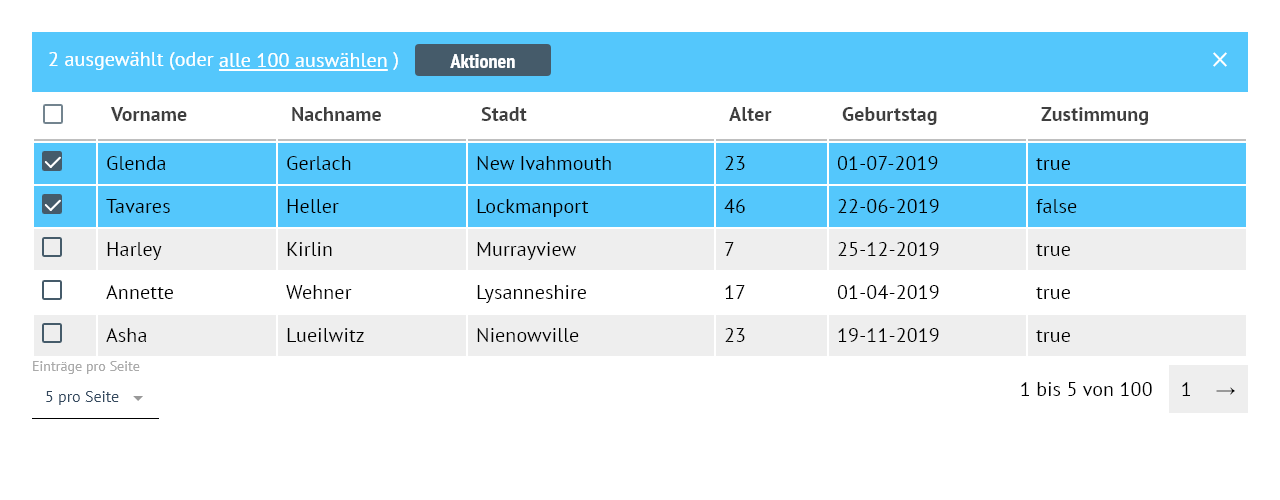 2 ausgewählt (oder alle 100 auswählen ) Aktionen ×
Vorname Nachname Stadt Alter Geburtstag Zustimmung
Glenda Gerlach New Ivahmouth 23 01-07-2019 true
Tavares Heller Lockmanport 46 22-06-2019 false
Harley Kirlin Murrayview 7 25-12-2019 true
Annette Wehner Lysanneshire 17 01-04-2019 true
Asha Lueilwitz Nienowville 23 19-11-2019 true
Einträge pro Seite
5 pro Seite
1 bis 5 von 100 1 →